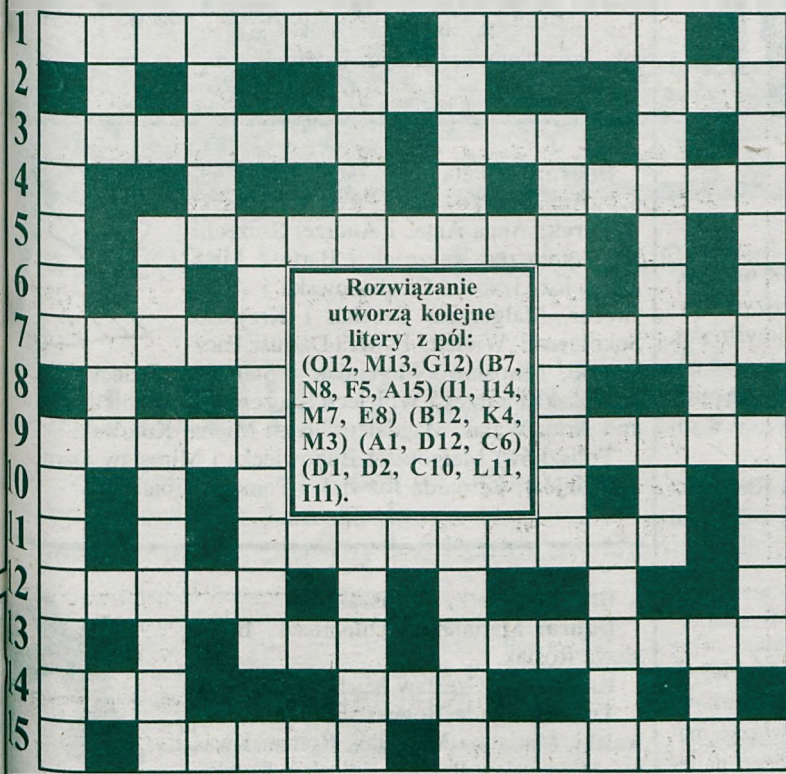 1
2
3
4
5
6
7
8
9
10
11
12
13
14
15
Rozwiązanie
utworzą kolejne
litery z pól:
(O12, M13, G12) (B7,
N8, F5, A15) (I1, I14,
M7, E8) (B12, K4,
M3) (A1, D12, C6)
(D1, D2, C10, L11,
I11).